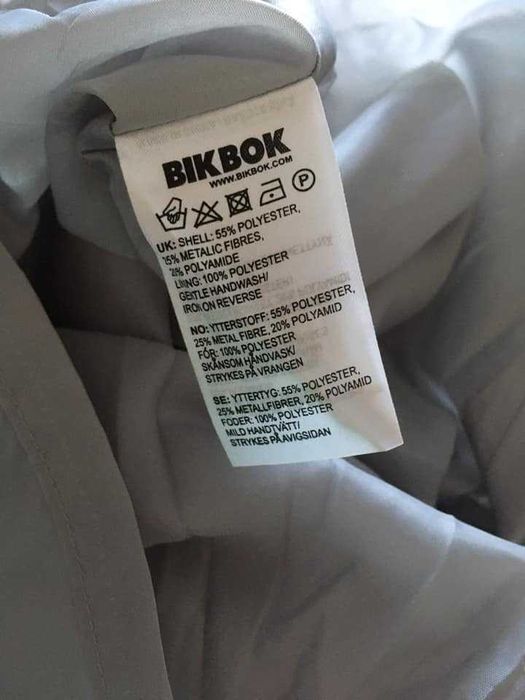 BIKBOK
WWW.BIKBOK.COM
P
UK: SHELL: 55% POLYESTER,
25% METALIC FIBRES,
20% POLYAMIDE
LINING: 100% POLYESTER
GENTLE HANDWASH/
IRON ON REVERSE
NO: YTTERSTOFF: 55% POLYESTER,
25% METAL FIBRE, 20% POLYAMID
FÔR: 100% POLYESTER
SKÅNSOM HÅNDVASK/
STRYKES PÅ VRANGEN
SE: YTTERTYG: 55% POLYESTER,
25% METALLFIBRER, 20% POLYAMID
FODER: 100% POLYESTER
MILD HANDTVÄTT/
STRYKES PÅ AVIGSIDAN